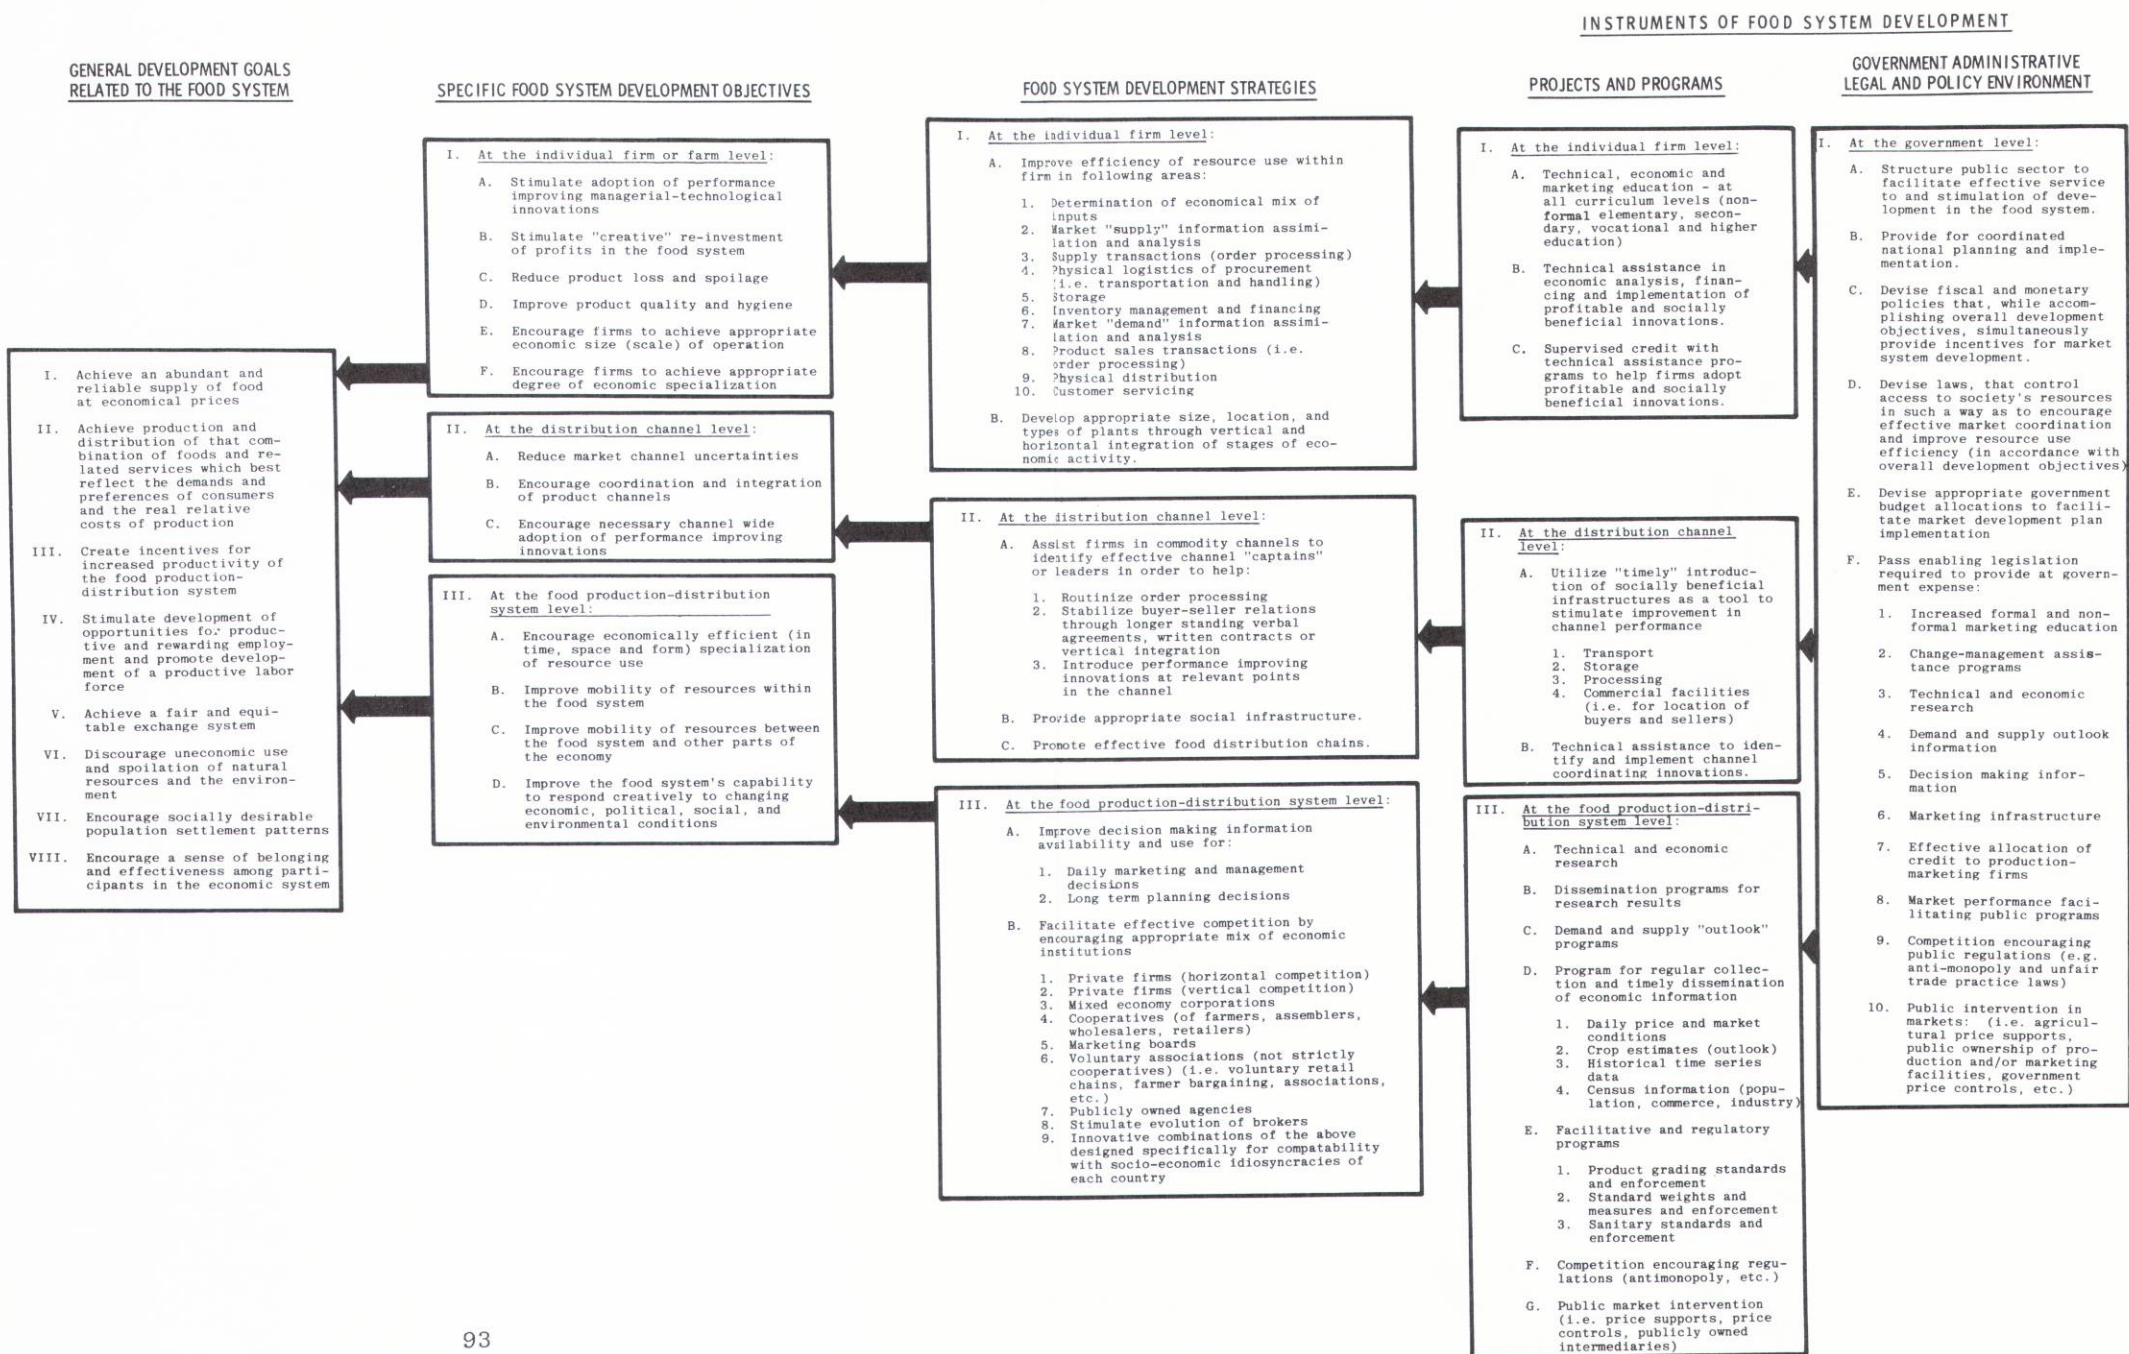 INSTRUMENTS OF FOOD SYSTEM DEVELOPMENT
GENERAL DEVELOPMENT GOALS
RELATED TO THE FOOD SYSTEM
I. Achieve an abundant and
reliable supply of food
at economical prices
II. Achieve production and
distribution of that com-
bination of foods and re-
lated services which best
reflect the demands and
preferences of consumers
and the real relative
costs of production
III. Create incentives for
increased productivity of
the food production-
distribution system
IV. Stimulate development of
opportunities for produc-
tive and rewarding employ-
ment and promote develop-
ment of a productive labor
force
V. Achieve a fair and equi-
table exchange system
VI. Discourage uneconomic use
and spoilation of natural
resources and the environ-
ment
VII. Encourage socially desirable
population settlement patterns
VIII. Encourage a sense of belonging
and effectiveness among parti-
cipants in the economic system
SPECIFIC FOOD SYSTEM DEVELOPMENT OBJECTIVES
I. At the individual firm or farm level:
A. Stimulate adoption of performance
improving managerial-technological
innovations
B. Stimulate "creative" re-investment
of profits in the food system
C. Reduce product loss and spoilage
D. Improve product quality and hygiene
E. Encourage firms to achieve appropriate
economic size (scale) of operation
F. Encourage firms to achieve appropriate
degree of economic specialization
II. At the distribution channel level:
A. Reduce market channel uncertainties
B. Encourage coordination and integration
of product channels
C. Encourage necessary channel wide
adoption of performance improving
innovations
III. At the food production-distribution
system level:
A. Encourage economically efficient (in
time, space and form) specialization
of resource use
B. Improve mobility of resources within
the food system
C. Improve mobility of resources between
the food system and other parts of
the economy
D. Improve the food system's capability
to respond creatively to changing
economic, political, social, and
environmental conditions
FOOD SYSTEM DEVELOPMENT STRATEGIES
I. At the individual firm level:
A. Improve efficiency of resource use within
firm in following areas:
1. Determination of economical mix of
inputs
2. Market "supply" information assimi-
lation and analysis
3. Supply transactions (order processing)
4. Physical logistics of procurement
(i.e. transportation and handling)
5. Storage
6. Inventory management and financing
7. Market "demand" information assimi-
lation and analysis
8. Product sales transactions (i.e.
order processing)
9. Physical distribution
10. Customer servicing
B. Develop appropriate size, location, and
types of plants through vertical and
horizontal integration of stages of eco-
nomic activity.
II. At the distribution channel level:
A. Assist firms in commodity channels to
identify effective channel "captains"
or leaders in order to help:
1. Routinize order processing
2. Stabilize buyer-seller relations
through longer standing verbal
agreements, written contracts or
vertical integration
3. Introduce performance improving
innovations at relevant points
in the channel
B. Provide appropriate social infrastructure.
C. Promote effective food distribution chains.
III. At the food production-distribution system level:
A. Improve decision making information
availability and use for:
1. Daily marketing and management
decisions
2. Long term planning decisions
B. Facilitate effective competition by
encouraging appropriate mix of economic
institutions
1. Private firms (horizontal competition)
2. Private firms (vertical competition)
3. Mixed economy corporations
4. Cooperatives (of farmers, assemblers,
wholesalers, retailers)
5. Marketing boards
6. Voluntary associations (not strictly
cooperatives) (i.e. voluntary retail
chains, farmer bargaining, associations,
etc.)
7. Publicly owned agencies
8. Stimulate evolution of brokers
9. Innovative combinations of the above
designed specifically for compatability
with socio-economic idiosyncracies of
each country
PROJECTS AND PROGRAMS
I. At the individual firm level:
A. Technical, economic and
marketing education - at
all curriculum levels (non-
formal elementary, secon-
dary, vocational and higher
education)
B. Technical assistance in
economic analysis, finan-
cing and implementation of
profitable and socially
beneficial innovations.
C. Supervised credit with
technical assistance pro-
grams to help firms adopt
profitable and socially
beneficial innovations.
II. At the distribution channel
level:
A. Utilize "timely" introduc-
tion of socially beneficial
infrastructures as a tool to
stimulate improvement in
channel performance
1. Transport
2. Storage
3. Processing
4. Commercial facilities
(i.e. for location of
buyers and sellers)
B. Technical assistance to iden-
tify and implement channel
coordinating innovations.
III. At the food production-distri-
bution system level:
A. Technical and economic
research
B. Dissemination programs for
research results
C. Demand and supply "outlook"
programs
D. Program for regular collec-
tion and timely dissemination
of economic information
1. Daily price and market
conditions
2. Crop estimates (outlook)
3. Historical time series
data
4. Census information (popu-
lation, commerce, industry)
E. Facilitative and regulatory
programs
1. Product grading standards
and enforcement
2. Standard weights and
measures and enforcement
3. Sanitary standards and
enforcement
F. Competition encouraging regu-
lations (antimonopoly, etc.)
G. Public market intervention
(i.e. price supports, price
controls, publicly owned
intermediaries)
GOVERNMENT ADMINISTRATIVE
LEGAL AND POLICY ENVIRONMENT
I. At the government level:
A. Structure public sector to
facilitate effective service
to and stimulation of deve-
lopment in the food system.
B. Provide for coordinated
national planning and imple-
mentation.
C. Devise fiscal and monetary
policies that, while accom-
plishing overall development
objectives, simultaneously
provide incentives for market
system development.
D. Devise laws, that control
access to society's resources
in such a way as to encourage
effective market coordination
and improve resource use
efficiency (in accordance with
overall development objectives)
E. Devise appropriate government
budget allocations to facili-
tate market development plan
implementation
F. Pass enabling legislation
required to provide at govern-
ment expense:
1. Increased formal and non-
formal marketing education
2. Change-management assis-
tance programs
3. Technical and economic
research
4. Demand and supply outlook
information
5. Decision making infor-
mation
6. Marketing infrastructure
7. Effective allocation of
credit to production-
marketing firms
8. Market performance faci-
litating public programs
9. Competition encouraging
public regulations (e.g.
anti-monopoly and unfair
trade practice laws)
10. Public intervention in
markets: (i.e. agricul-
tural price supports,
public ownership of pro-
duction and/or marketing
facilities, government
price controls, etc.)
93